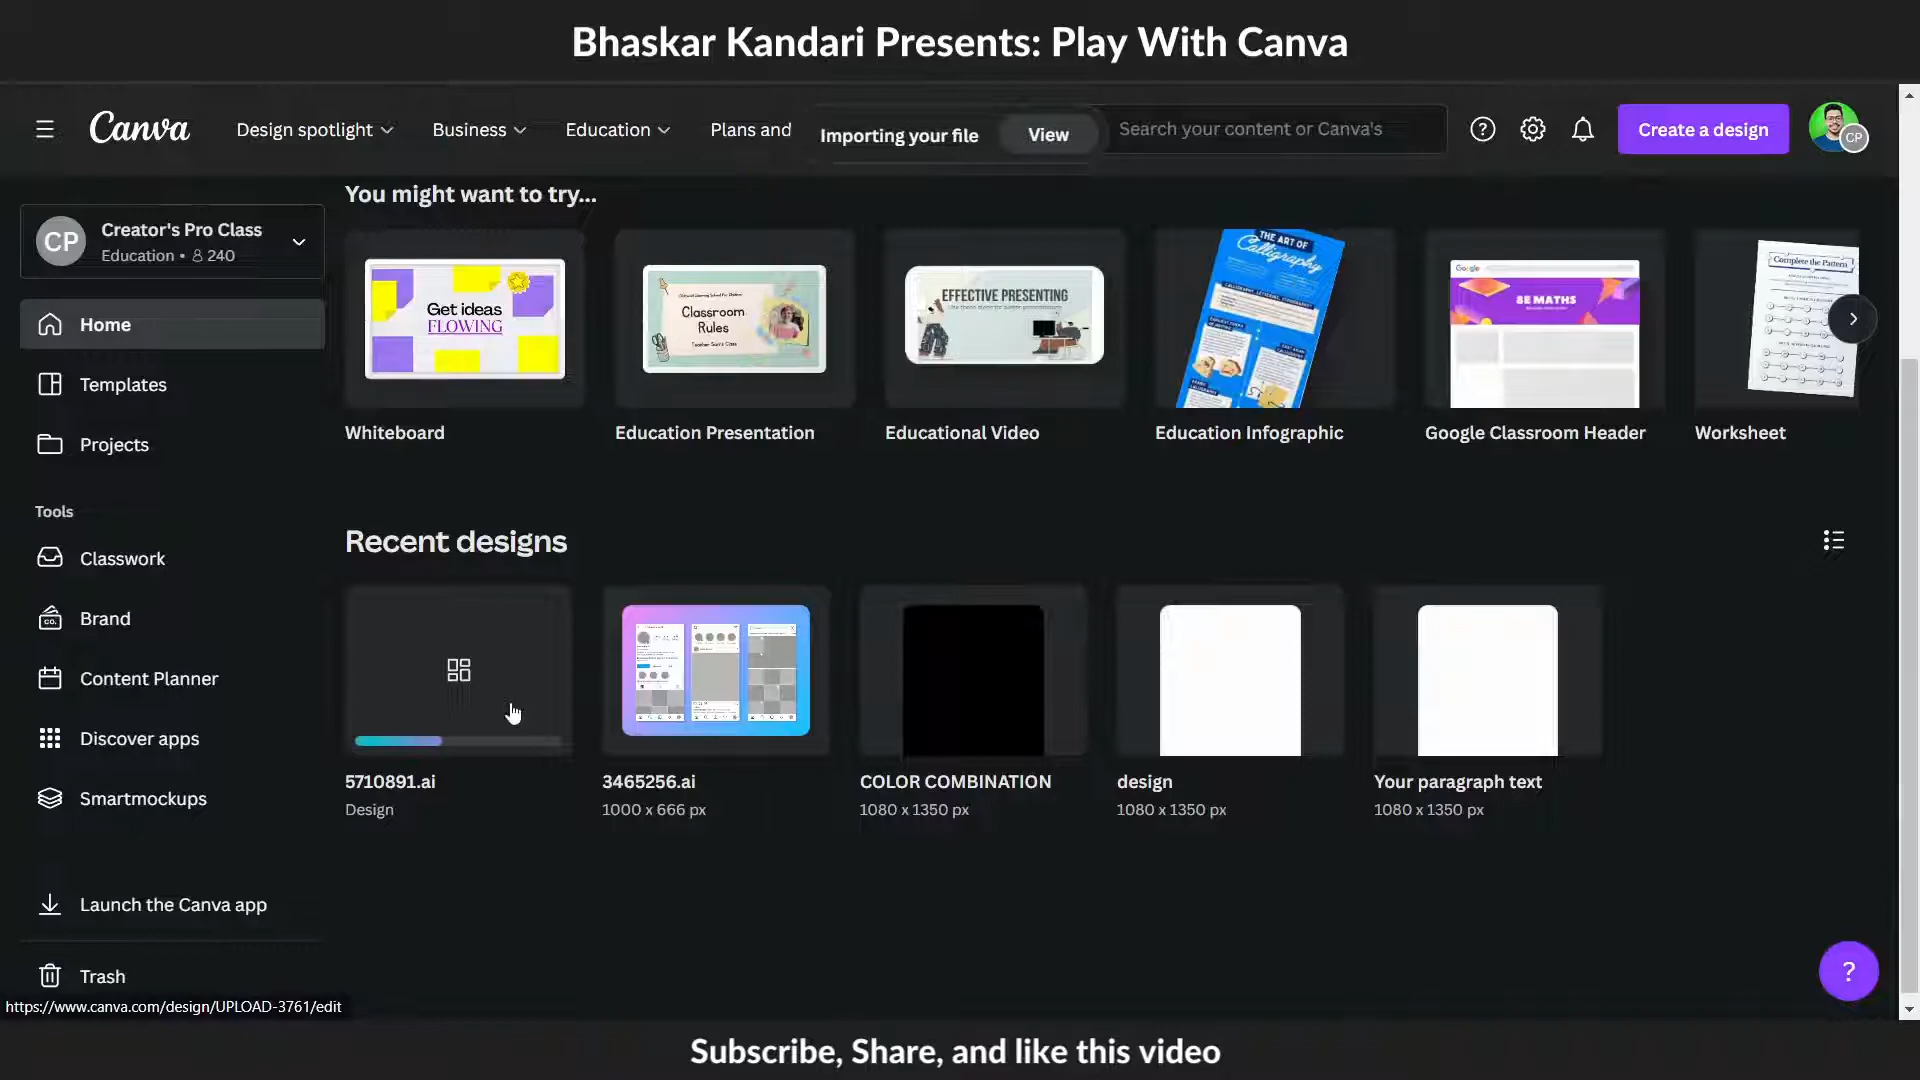 Bhaskar Kandari Presents: Play With Canva
Canva
Design spotlight
Business
Education
Plans and
Importing your file
View
Search your content or Canva's
Create a design
CP
You might want to try...
CP
Creator's Pro Class
Education • 240
Home
Templates
Projects
Tools
Classwork
CO.
Brand
Content Planner
Discover apps
Smartmockups
Launch the Canva app
Trash
Get ideas
FLOWING
Whiteboard
Classroom
Rules
Education Presentation
EFFECTIVE PRESENTING
Educational Video
THE ART OF
Calligraphy
Education Infographic
Google
8E MATHS
Google Classroom Header
Complete the Pattern
Worksheet
Recent designs
5710891.ai
Design
3465256.ai
1000 x 666 px
COLOR COMBINATION
1080 x 1350 px
design
1080 x 1350 px
Your paragraph text
1080 x 1350 px
?
https://www.canva.com/design/UPLOAD-3761/edit
Subscribe, Share, and like this video